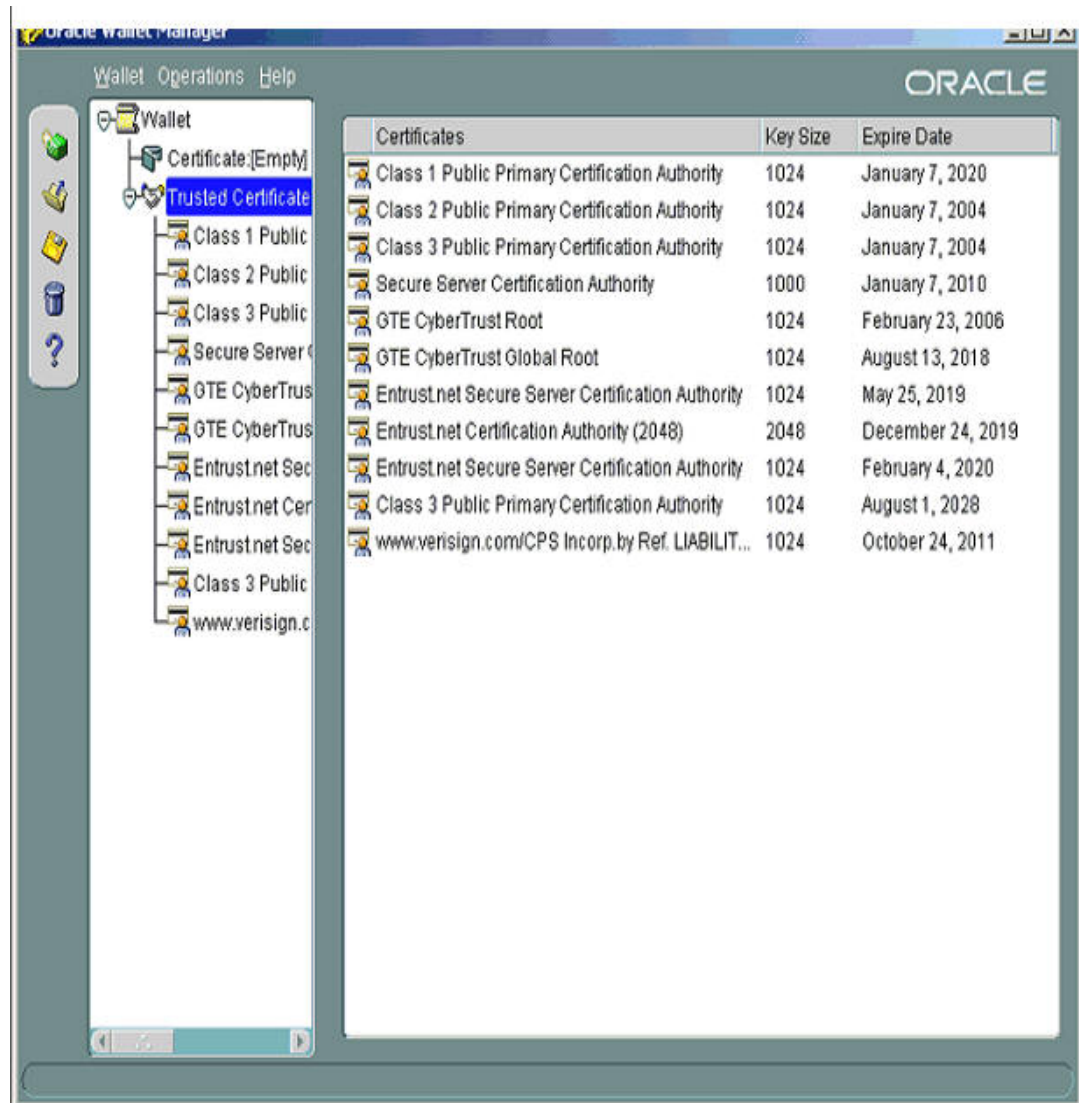 Oracle Wallet Manager
Wallet Operations Help
ORACLE
Wallet
Certificate:[Empty]
Trusted Certificate
Class 1 Public
Class 2 Public
Class 3 Public
Secure Server
GTE CyberTrus
GTE CyberTrus
Entrust.net Sec
Entrust.net Cer
Entrust.net Sec
Class 3 Public
www.verisign.c
Certificates Key Size Expire Date
Class 1 Public Primary Certification Authority 1024 January 7, 2020
Class 2 Public Primary Certification Authority 1024 January 7, 2004
Class 3 Public Primary Certification Authority 1024 January 7, 2004
Secure Server Certification Authority 1000 January 7, 2010
GTE CyberTrust Root 1024 February 23, 2006
GTE CyberTrust Global Root 1024 August 13, 2018
Entrust.net Secure Server Certification Authority 1024 May 25, 2019
Entrust.net Certification Authority (2048) 2048 December 24, 2019
Entrust.net Secure Server Certification Authority 1024 February 4, 2020
Class 3 Public Primary Certification Authority 1024 August 1, 2028
www.verisign.com/CPS Incorp.by Ref. LIABILIT... 1024 October 24, 2011